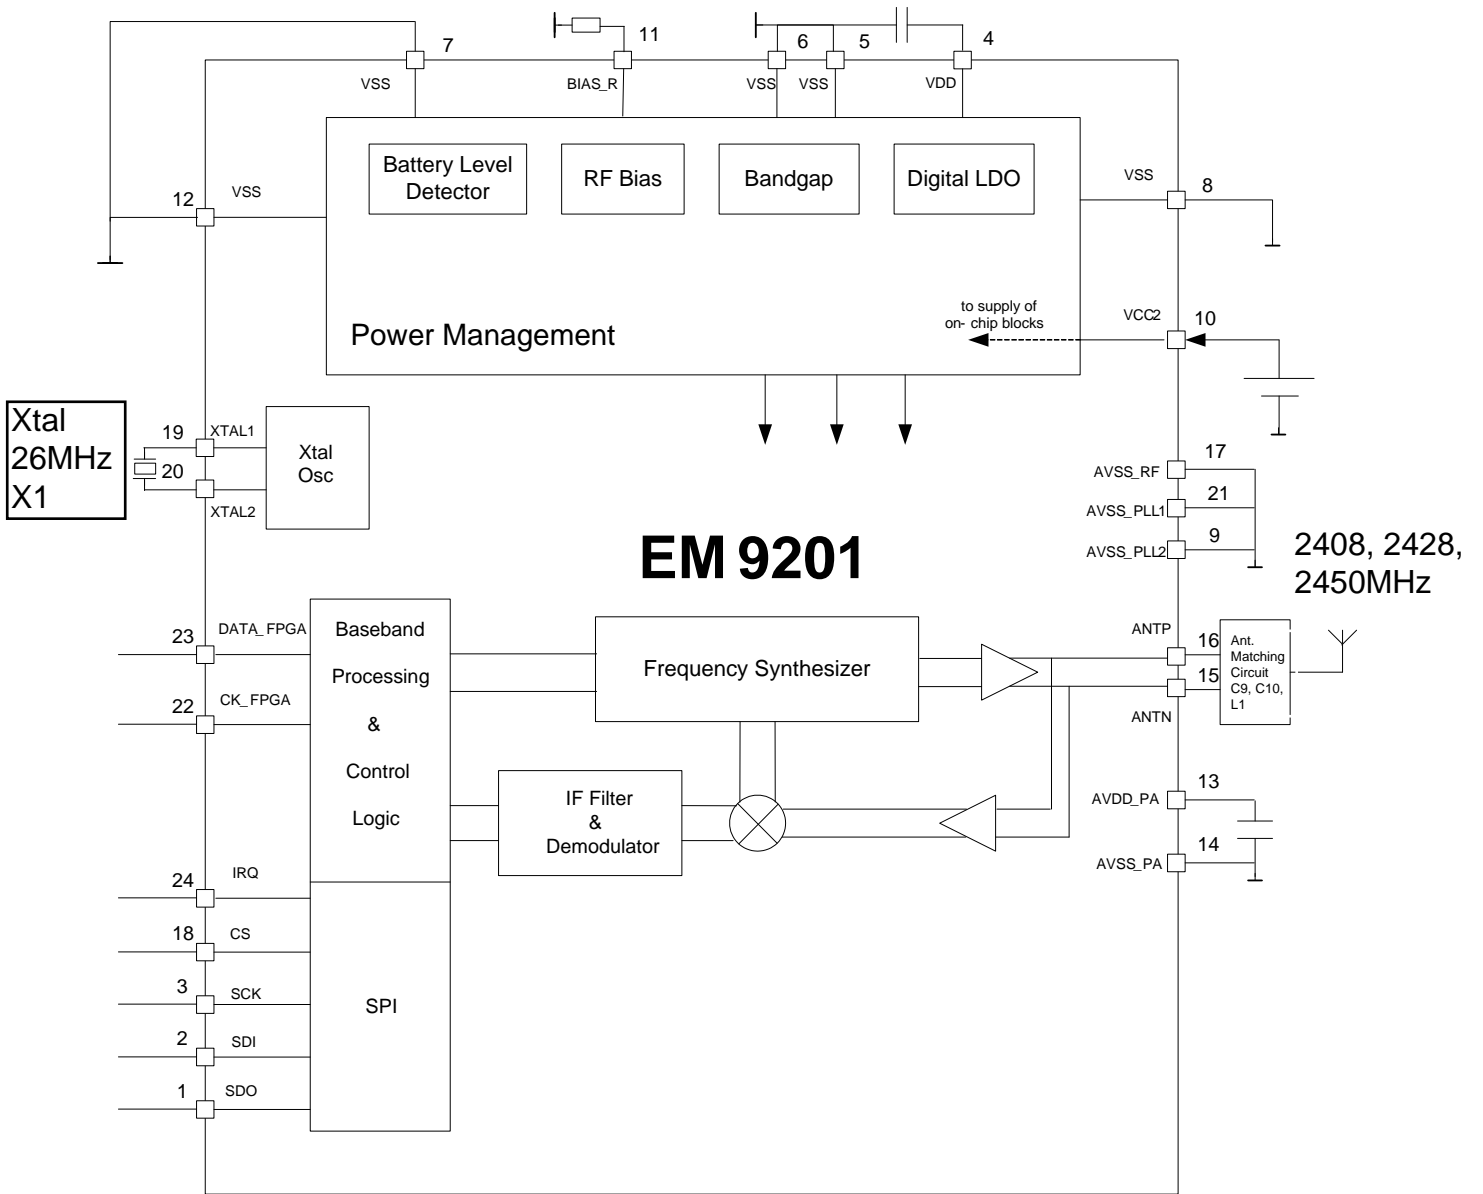 7
11
6
5
4
VSS
BIAS_R
VSS
VSS
VDD
Battery Level
Detector
RF Bias
Bandgap
Digital LDO
12
VSS
VSS
8
to supply of
on- chip blocks
VCC2
10
Power Management
Xtal
26MHz
X1
19
XTAL1
20
XTAL2
Xtal
Osc
17
AVSS_RF
21
AVSS_PLL1
9
AVSS_PLL2
EM 9201
2408, 2428,
2450MHz
23
DATA_FPGA
22
CK_FPGA
Baseband
Processing
&
Control
Logic
Frequency Synthesizer
ANTP
16
15
ANTN
Ant.
Matching
Circuit
C9, C10,
L1
IF Filter
&
Demodulator
13
AVDD_PA
14
AVSS_PA
24
IRQ
18
CS
3
SCK
2
SDI
1
SDO
SPI